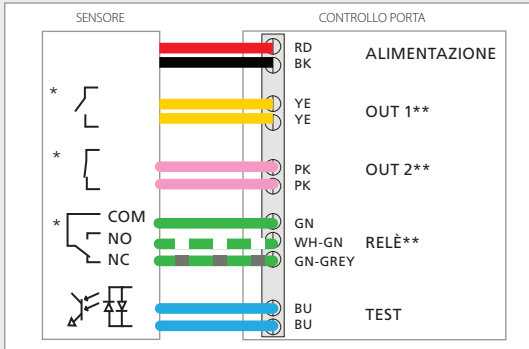 SENSORE
CONTROLLO PORTA
RD
BK
ALIMENTAZIONE
*
YE
YE
OUT 1**
*
PK
PK
OUT 2**
*
COM
NO
NC
GN
WH-GN
GN-GREY
RELÈ**
BU
BU
TEST